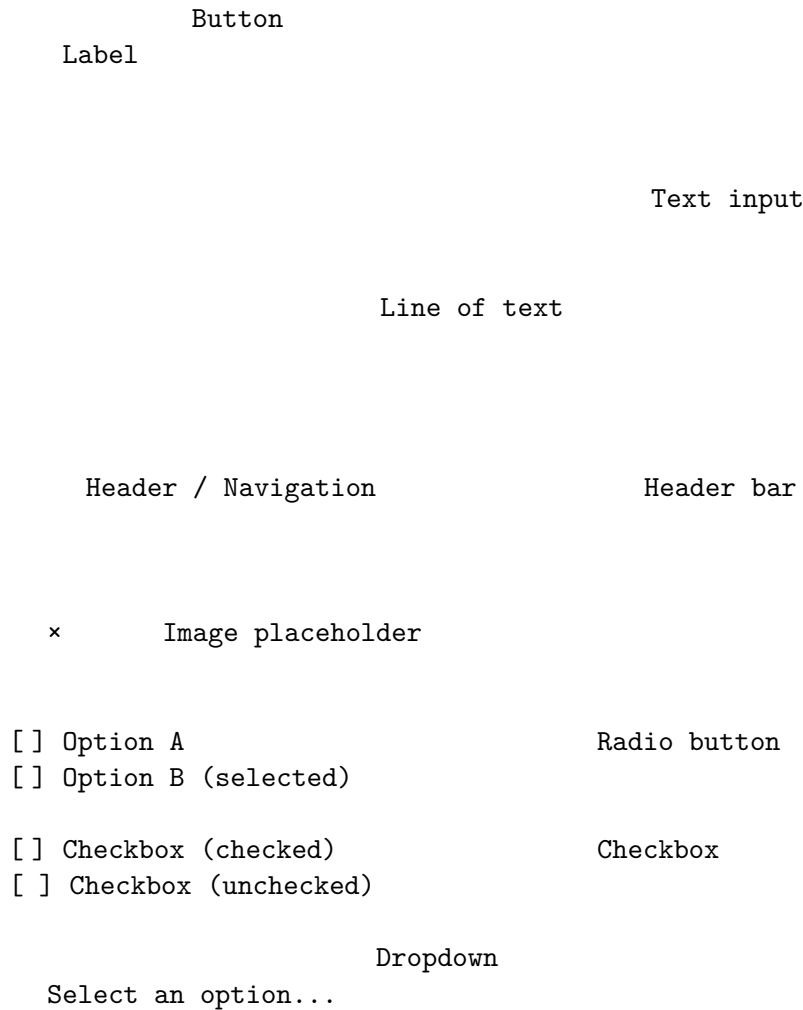 Button
Label
Text input
Line of text
Header / Navigation Header bar
× Image placeholder
[ ] Option A Radio button
[ ] Option B (selected)
[ ] Checkbox (checked) Checkbox
[ ] Checkbox (unchecked)
Dropdown
Select an option...